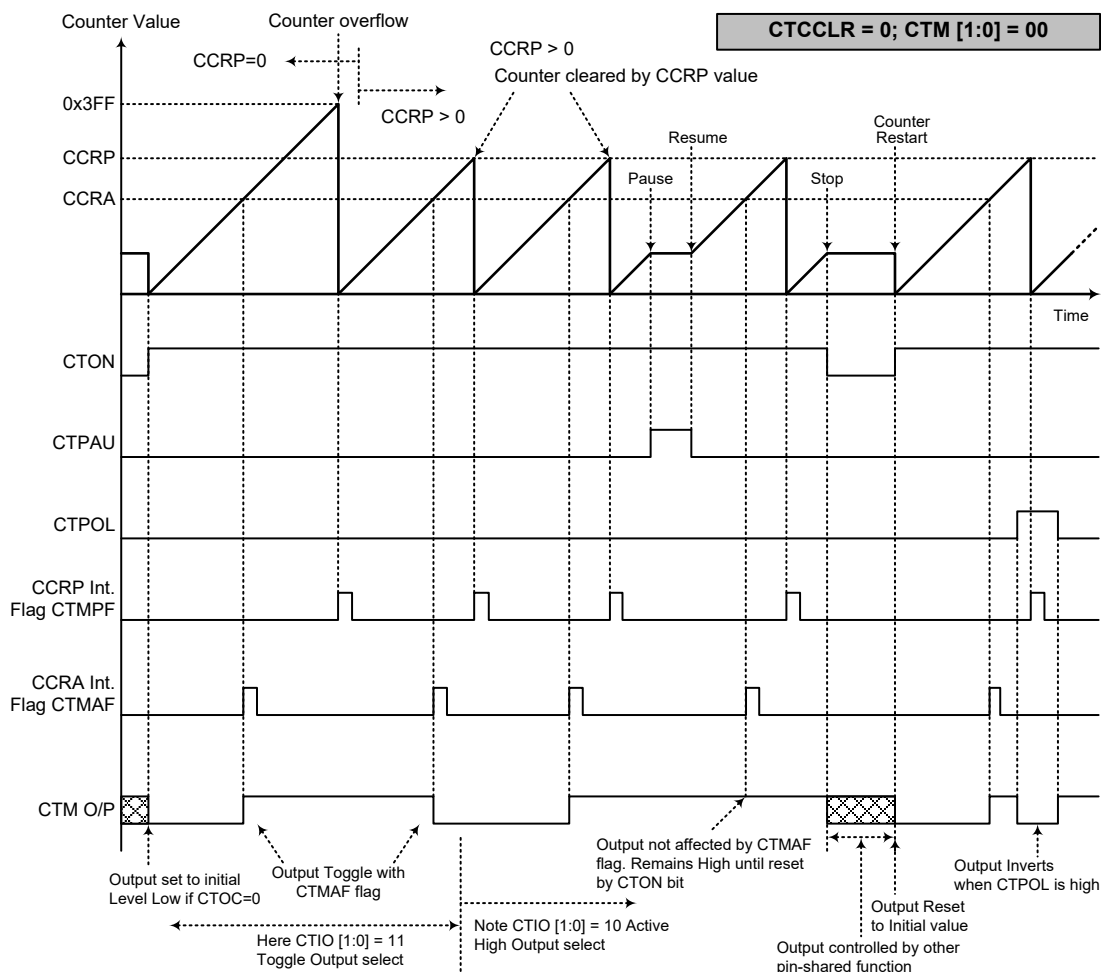 Counter Value
Counter overflow
CTCCLR = 0; CTM [1:0] = 00
CCRP=0
CCRP > 0
CCRP > 0
Counter cleared by CCRP value
0x3FF
CCRP
CCRA
Pause
Resume
Stop
Counter
Restart
Time
CTON
CTPAU
CTPOL
CCRP Int.
Flag CTMPF
CCRA Int.
Flag CTMAF
CTM O/P
Output set to initial
Level Low if CTOC=0
Output Toggle with
CTMAF flag
Output not affected by CTMAF
flag. Remains High until reset
by CTON bit
Output Inverts
when CTPOL is high
Output Reset
to Initial value
Here CTIO [1:0] = 11
Toggle Output select
Note CTIO [1:0] = 10 Active
High Output select
Output controlled by other
pin-shared function